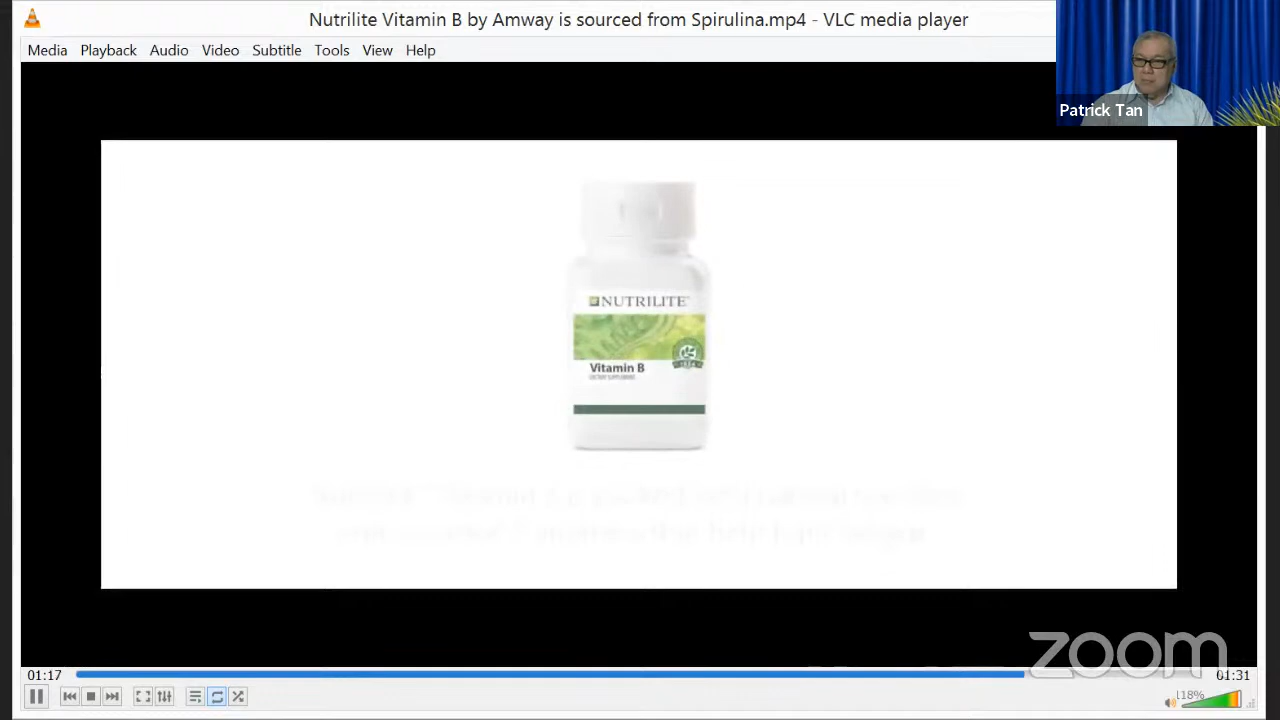 Nutrilite Vitamin B by Amway is sourced from Spirulina.mp4 - VLC media player
Media Playback Audio Video Subtitle Tools View Help
Patrick Tan
NUTRILITE
Vitamin B
01:17
01:31
118%
zoom